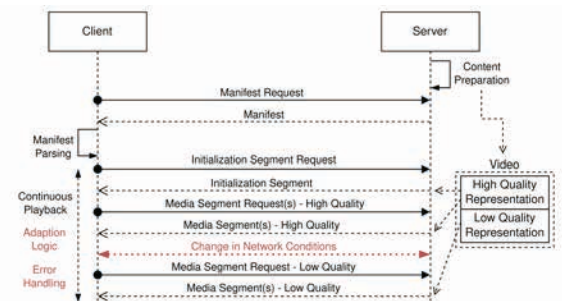 Client
Server
Content
Preparation
Manifest Request
Manifest
Manifest
Parsing
Initialization Segment Request
Video
Initialization Segment
High Quality
Representation
Continuous
Playback
Media Segment Request(s) - High Quality
Low Quality
Representation
Adaption
Logic
Media Segment(s) - High Quality
Change in Network Conditions
Error
Handling
Media Segment Request - Low Quality
Media Segment(s) - Low Quality